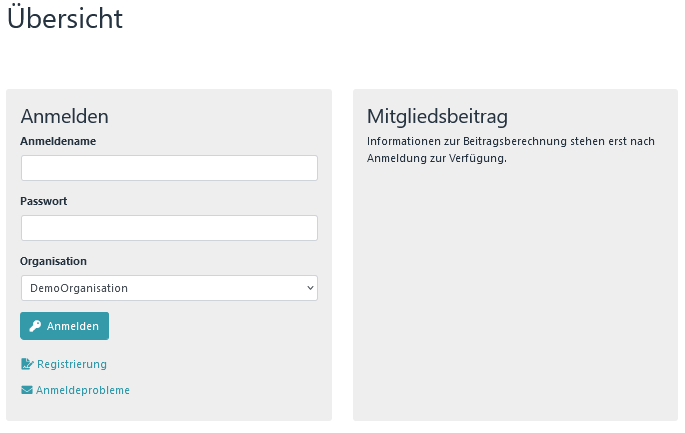 Übersicht
Anmelden
Anmeldename
Passwort
Organisation
DemoOrganisation
Anmelden
Registrierung
Anmeldeprobleme
Mitgliedsbeitrag
Informationen zur Beitragsberechnung stehen erst nach
Anmeldung zur Verfügung.